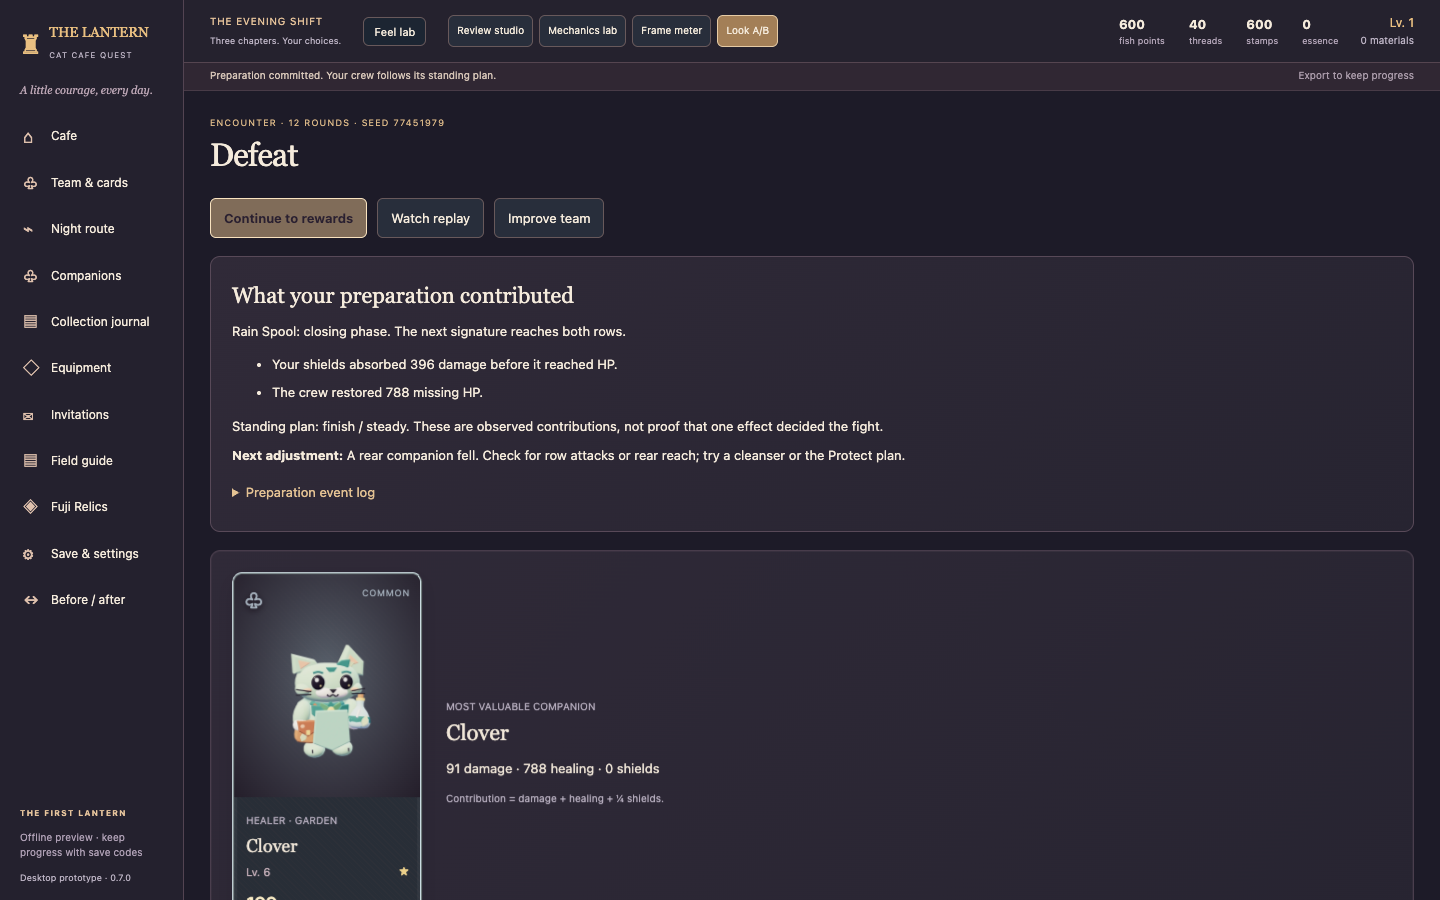 THE LANTERN
CAT CAFE QUEST
A little courage, every day.
Cafe
Team & cards
Night route
Companions
Collection journal
Equipment
Invitations
Field guide
Fuji Relics
Save & settings
Before / after
THE FIRST LANTERN
Offline preview · keep
progress with save codes
Desktop prototype · 0.7.0
THE EVENING SHIFT
Three chapters. Your choices.
Feel lab
Review studio
Mechanics lab
Frame meter
Look A/B
600
fish points
40
threads
600
stamps
0
essence
Lv. 1
0 materials
Preparation committed. Your crew follows its standing plan.
Export to keep progress
ENCOUNTER · 12 ROUNDS · SEED 77451979
Defeat
Continue to rewards
Watch replay
Improve team
What your preparation contributed
Rain Spool: closing phase. The next signature reaches both rows.
• Your shields absorbed 396 damage before it reached HP.
• The crew restored 788 missing HP.
Standing plan: finish / steady. These are observed contributions, not proof that one effect decided the fight.
Next adjustment: A rear companion fell. Check for row attacks or rear reach; try a cleanser or the Protect plan.
Preparation event log
COMMON
HEALER · GARDEN
Clover
Lv. 6
MOST VALUABLE COMPANION
Clover
91 damage · 788 healing · 0 shields
Contribution = damage + healing + ¼ shields.